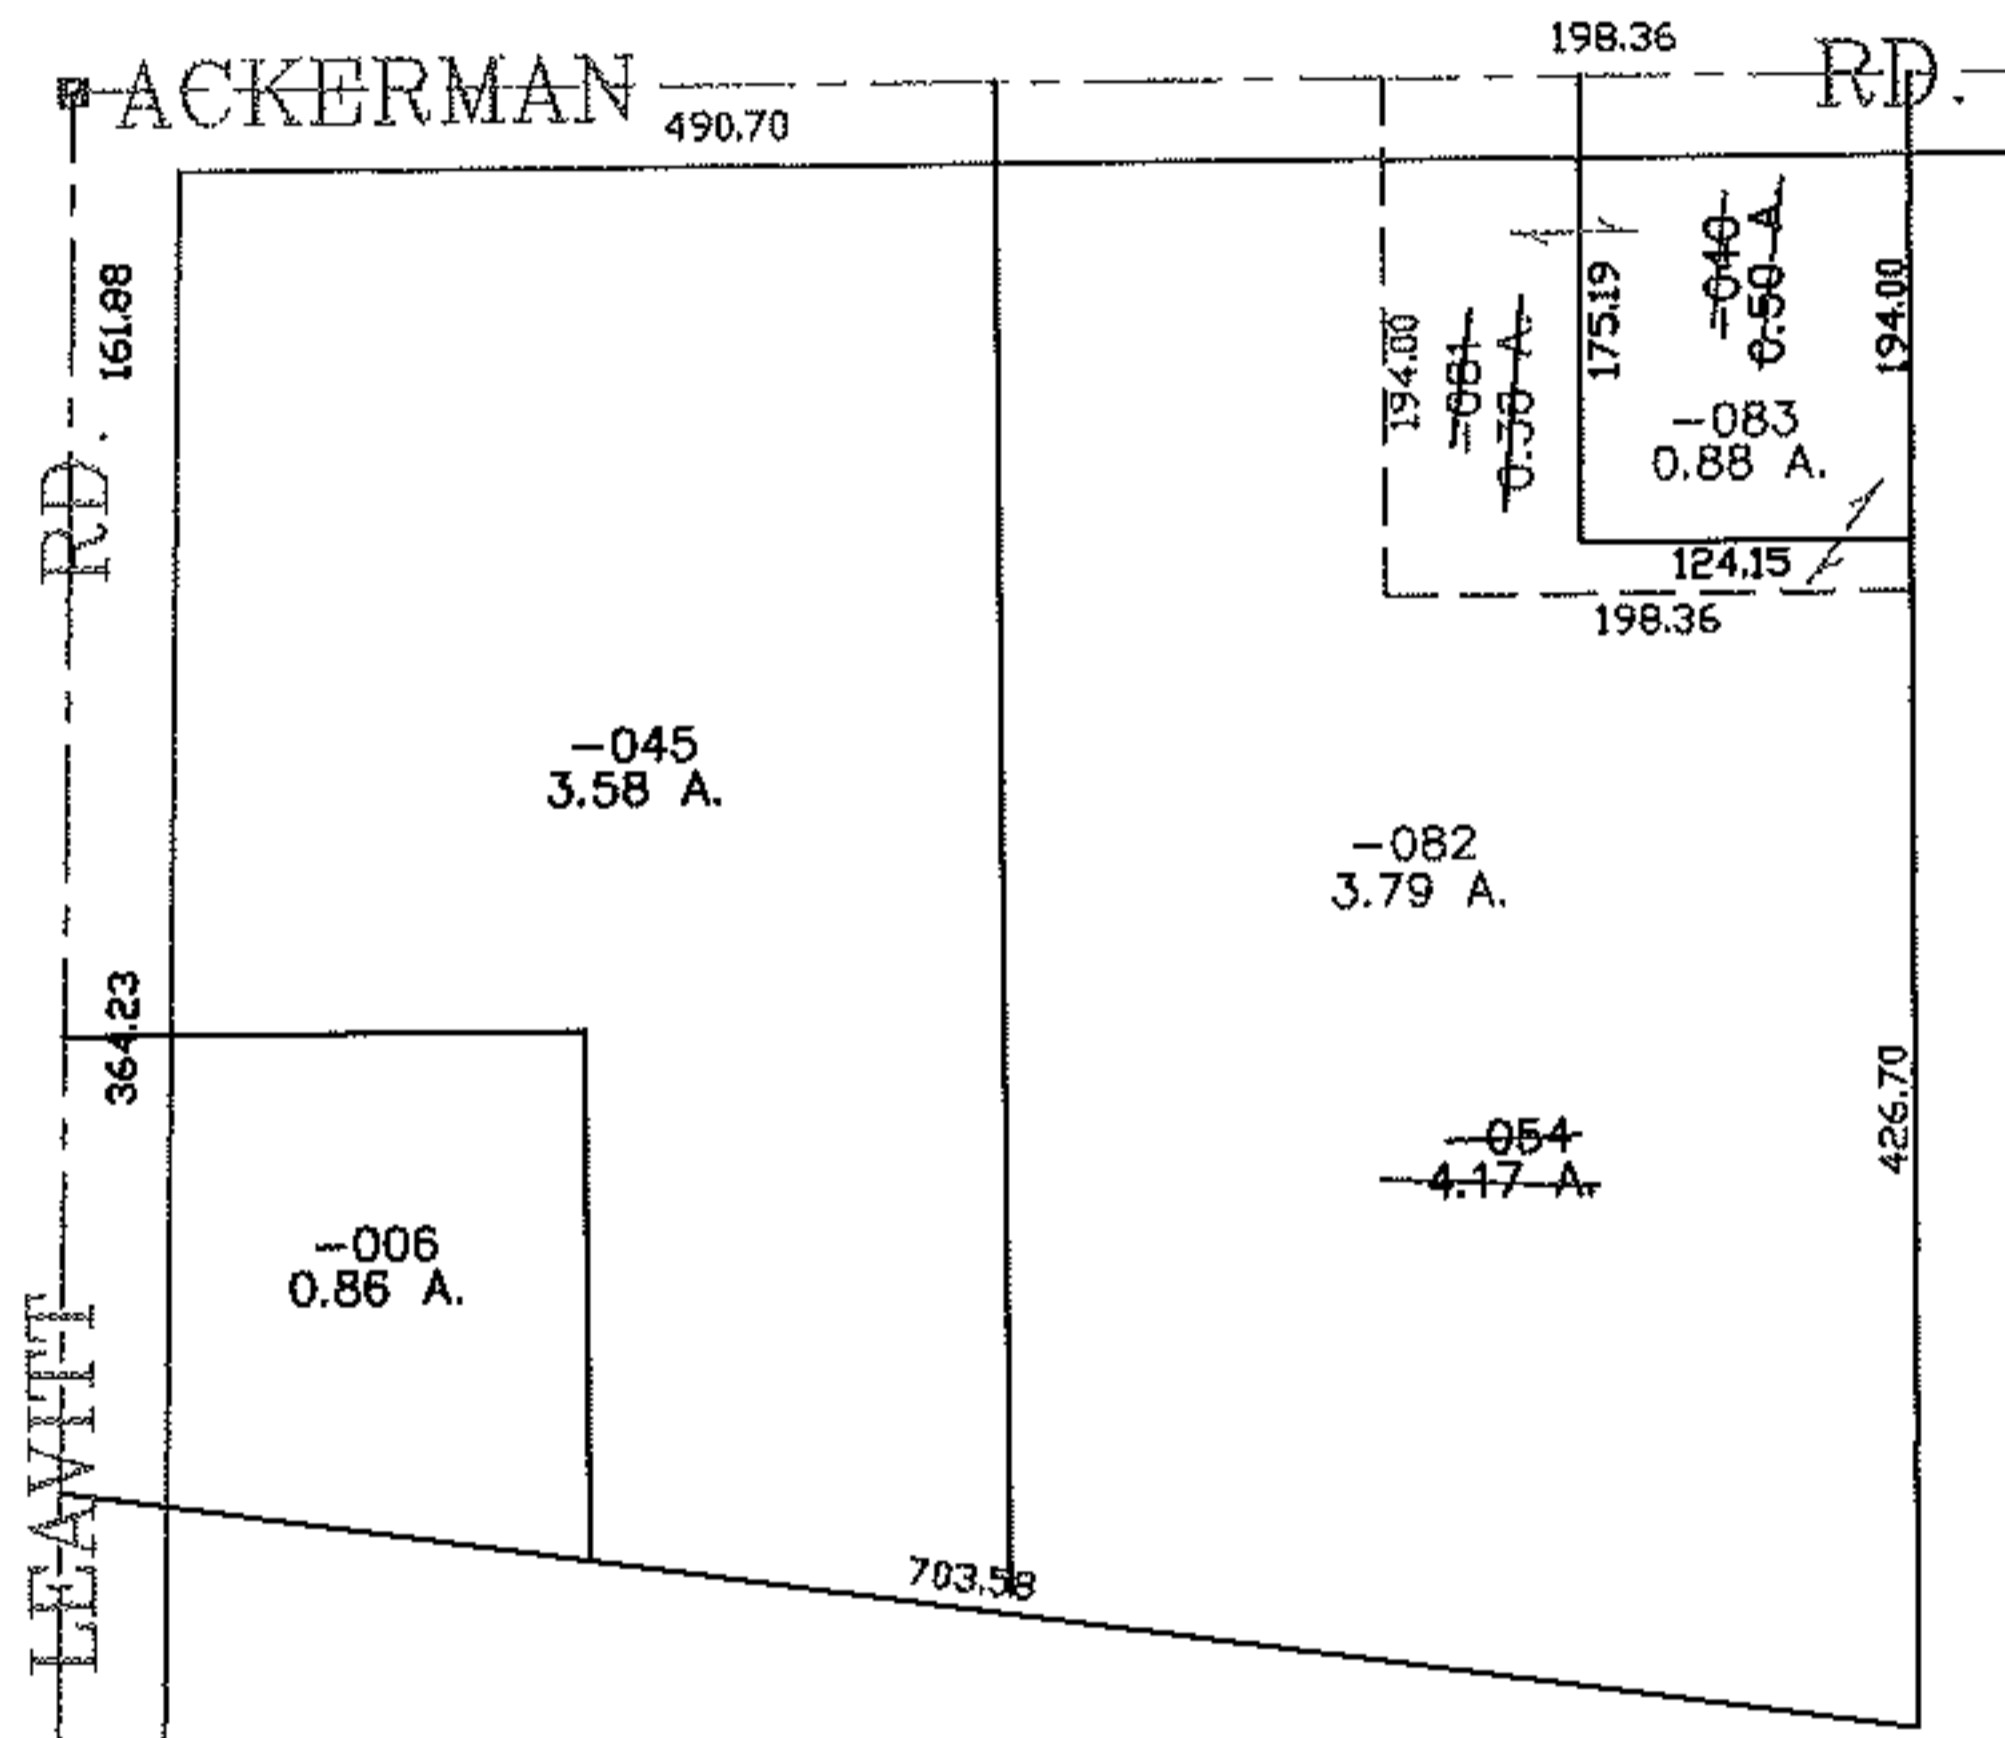 198.36
ACKERMAN RD.
490.70
161.88
RD.
194.00
-081
0.38 A.
175.19
-040
0.50 A
194.00
-083
0.88 A.
124.15
198.36
-045
3.58 A.
-082
3.79 A.
364.23
426.70
-054
4.17 A.
-006
0.86 A.
LEAVITT
703.58